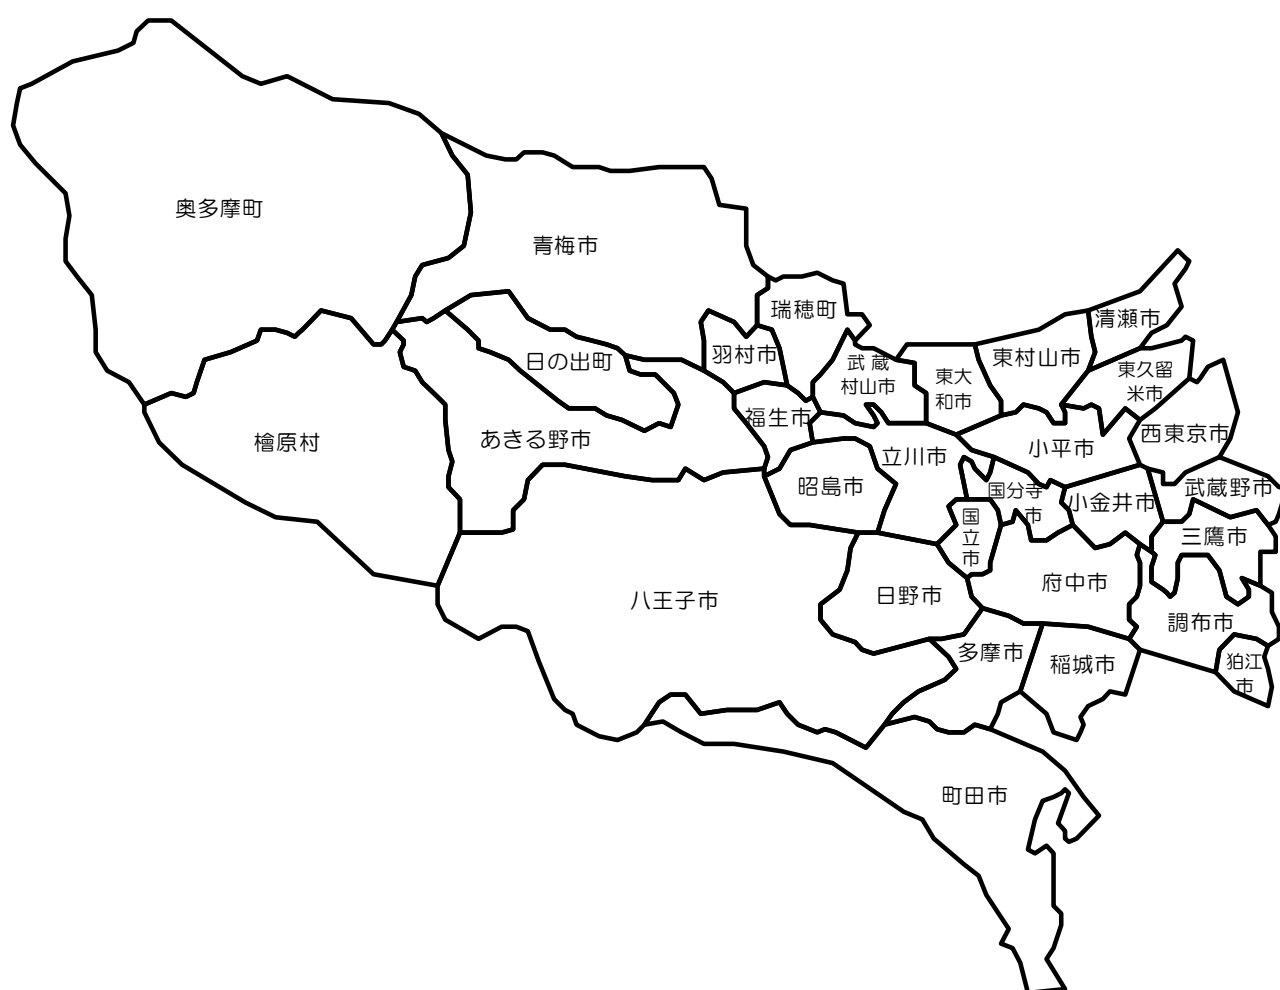 奥多摩町
青梅市
瑞穂町
清瀬市
羽村市
日の出町
武 蔵
村山市
東大
和市
東村山市
東久留
米市
檜原村
あきる野市
福生市
立川市
小平市
西東京市
昭島市
国分寺
市
小金井市
武蔵野市
国
立
市
三鷹市
八王子市
日野市
府中市
調布市
多摩市
稲城市
狛江
市
町田市